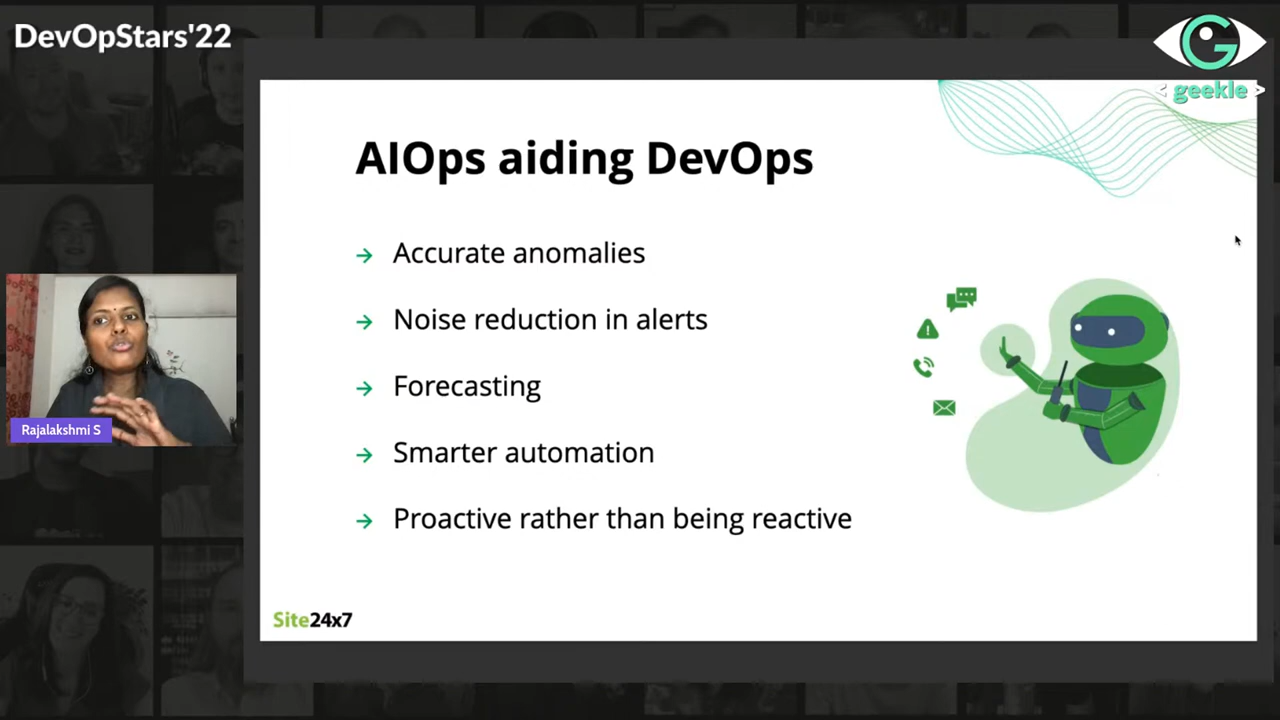 DevOpStars'22
G
< geekle >
AIOps aiding DevOps
→ Accurate anomalies
→ Noise reduction in alerts
→ Forecasting
→ Smarter automation
→ Proactive rather than being reactive
Rajalakshmi S
Site24x7